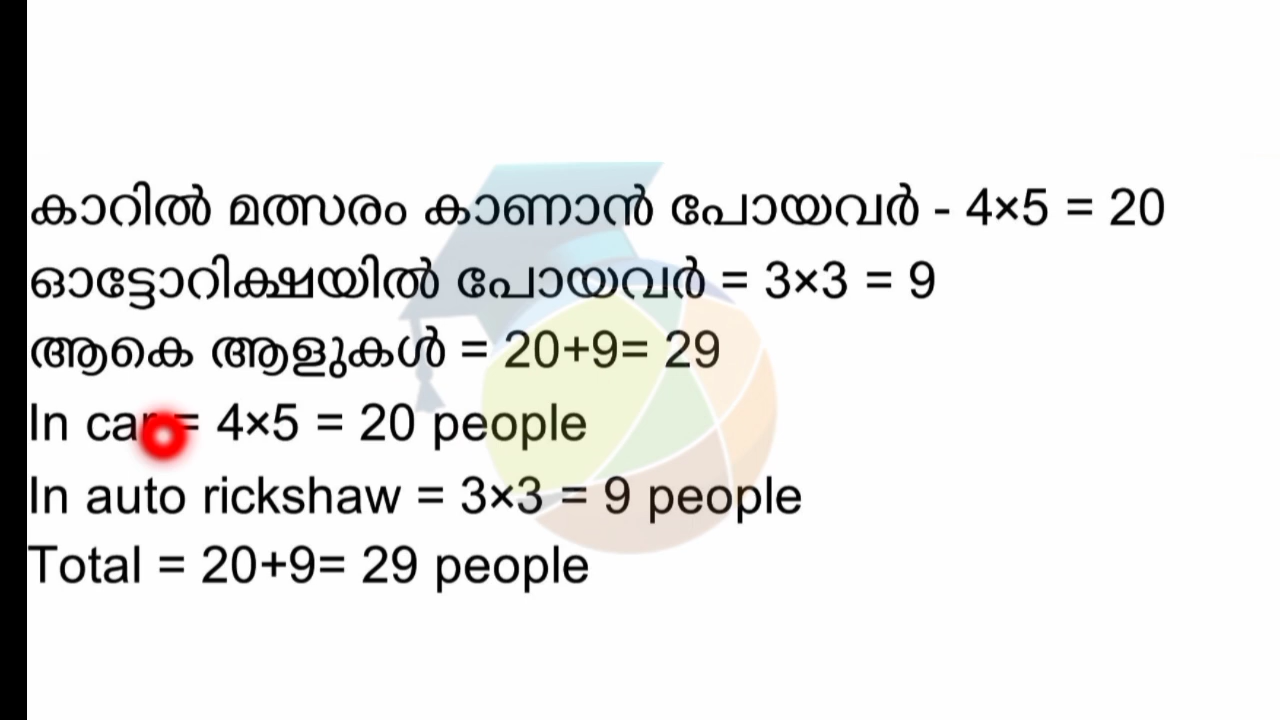 കാറിൽ മത്സരം കാണാൻ പോയവർ - 4×5 = 20
ഓട്ടോറിക്ഷയിൽ പോയവർ = 3×3 = 9
ആകെ ആളുകൾ = 20+9= 29
In car = 4×5 = 20 people
In auto rickshaw = 3×3 = 9 people
Total = 20+9= 29 people